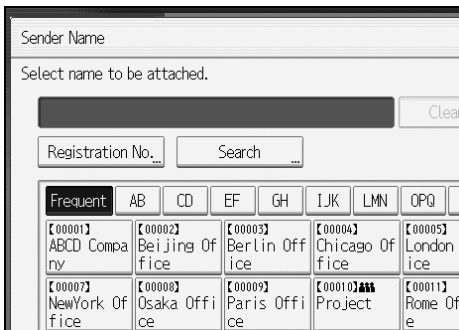 Sender Name
Select name to be attached.
Clear
Registration No.
Search
Frequent AB CD EF GH IJK LMN OPQ
【00001】 【00002】 【00003】 【00004】 【00005】
ABCD Compa Beijing Of Berlin Off Chicago Of London
ny fice ice fice ice
【00007】 【00008】 【00009】 【00010】 【00011】
NewYork Of Osaka Offi Paris Offi Project Rome Of
fice ce ce e